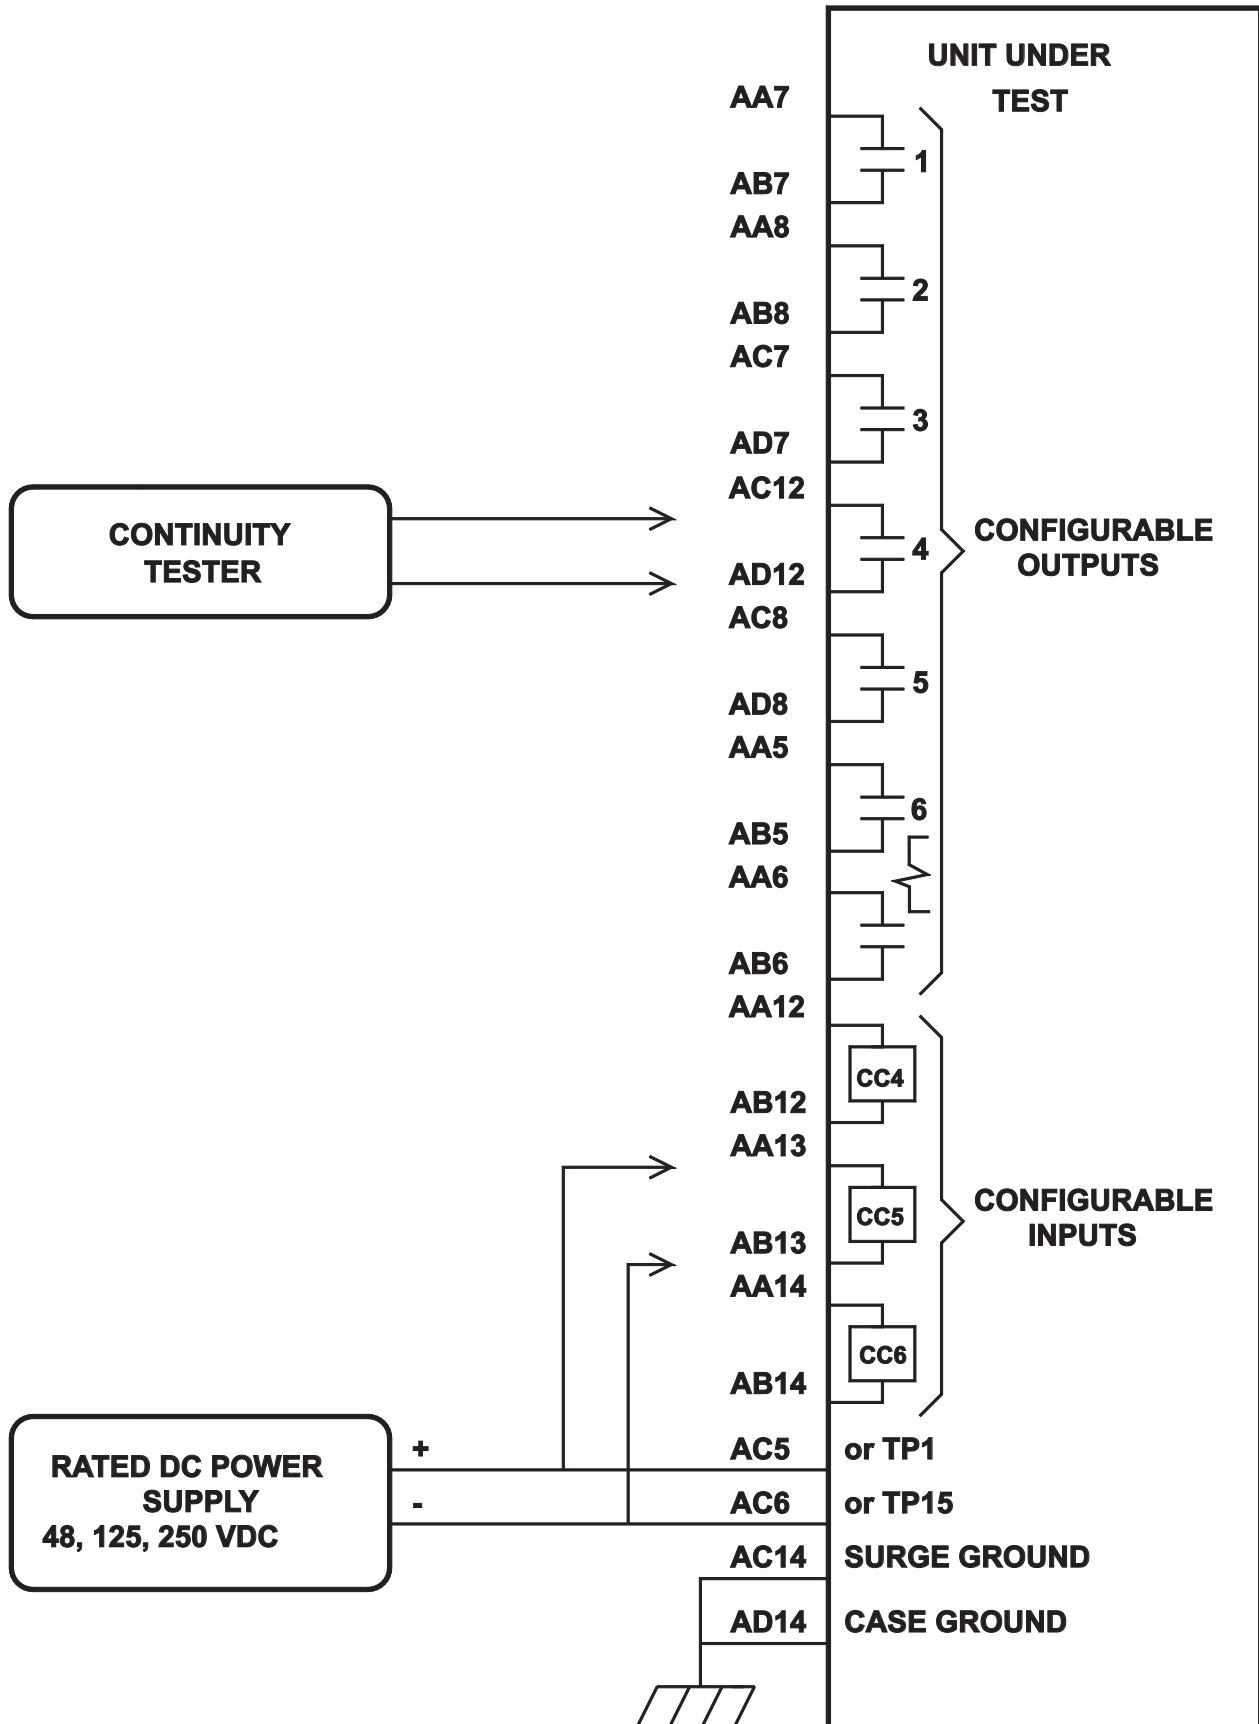 UNIT UNDER
TEST
AA7
1
AB7
AA8
2
AB8
AC7
3
AD7
AC12
CONTINUITY
TESTER
4
CONFIGURABLE
OUTPUTS
AD12
AC8
5
AD8
AA5
6
AB5
AA6
AB6
AA12
CC4
AB12
AA13
CC5
CONFIGURABLE
INPUTS
AB13
AA14
CC6
AB14
RATED DC POWER
SUPPLY
48, 125, 250 VDC
+
AC5 or TP1
-
AC6 or TP15
AC14 SURGE GROUND
AD14 CASE GROUND